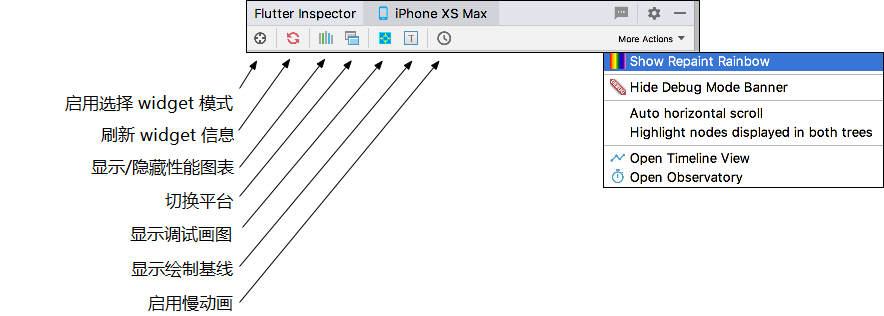 Flutter Inspector
iPhone XS Max
T
More Actions
Show Repaint Rainbow
Hide Debug Mode Banner
Auto horizontal scroll
Highlight nodes displayed in both trees
Open Timeline View
Open Observatory
启用选择 widget 模式
刷新 widget 信息
显示/隐藏性能图表
切换平台
显示调试画图
显示绘制基线
启用慢动画